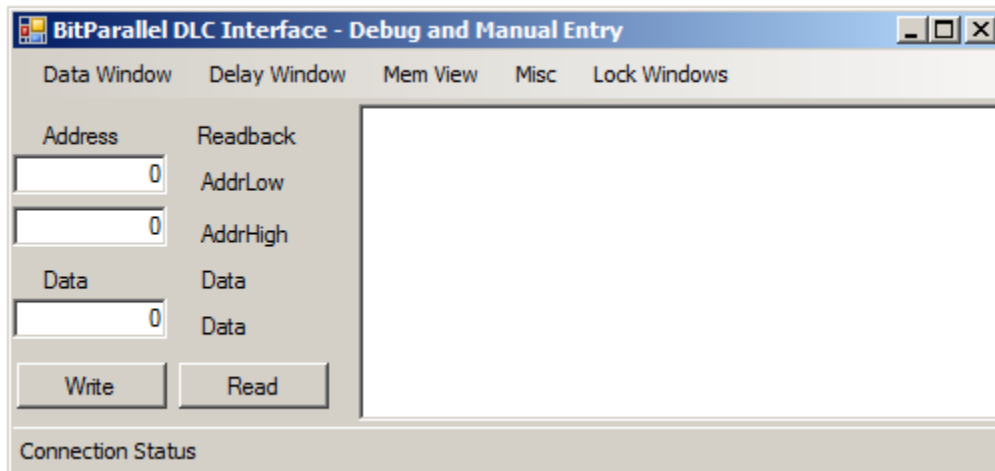 BitParallel DLC Interface - Debug and Manual Entry
Data Window Delay Window Mem View Misc Lock Windows
Address Readback
0 AddrLow
0 AddrHigh
Data Data
0 Data
Write Read
Connection Status